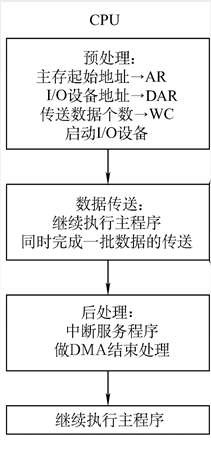 CPU
预处理：
主存起始地址→AR
I/O设备地址→DAR
传送数据个数→WC
启动I/O设备
数据传送：
继续执行主程序
同时完成一批数据的传送
后处理：
中断服务程序
做DMA结束处理
继续执行主程序